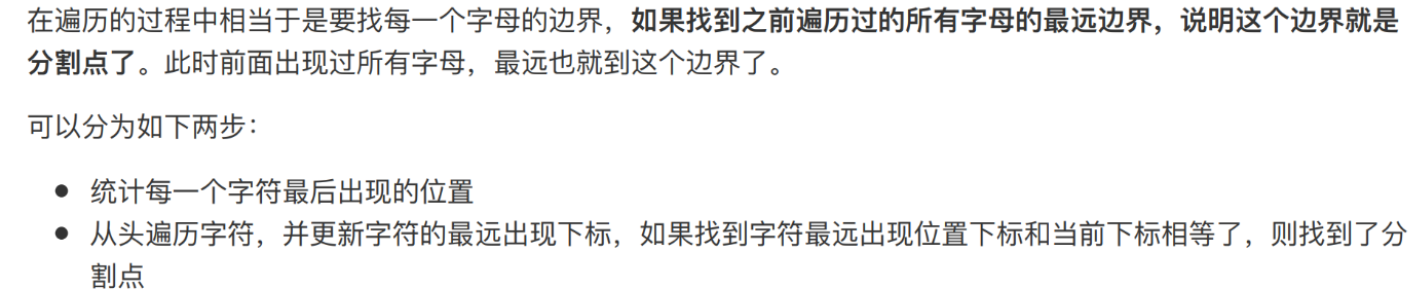 在遍历的过程中相当于是要找每一个字母的边界，如果找到之前遍历过的所有字母的最远边界，说明这个边界就是
分割点了。此时前面出现过所有字母，最远也就到这个边界了。
可以分为如下两步：
● 统计每一个字符最后出现的位置
● 从头遍历字符，并更新字符的最远出现下标，如果找到字符最远出现位置下标和当前下标相等了，则找到了分
割点